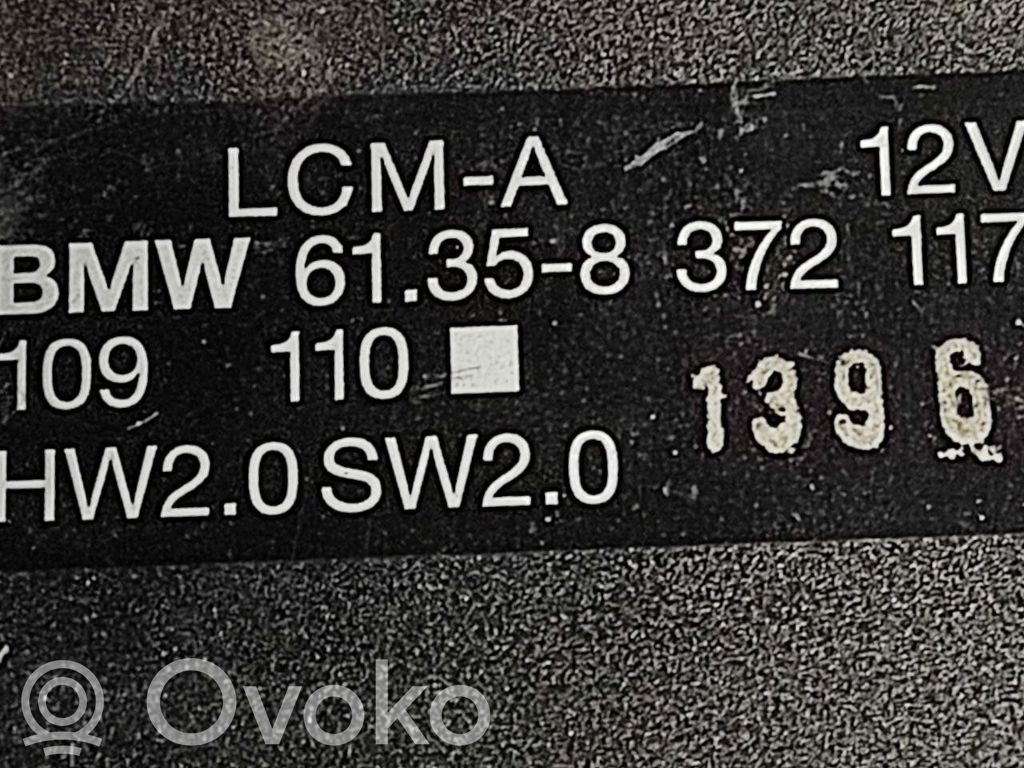 LCM-A 12V
BMW 61.35-8 372 117
109 110
1396
HW2.0 SW2.0
Ovoko